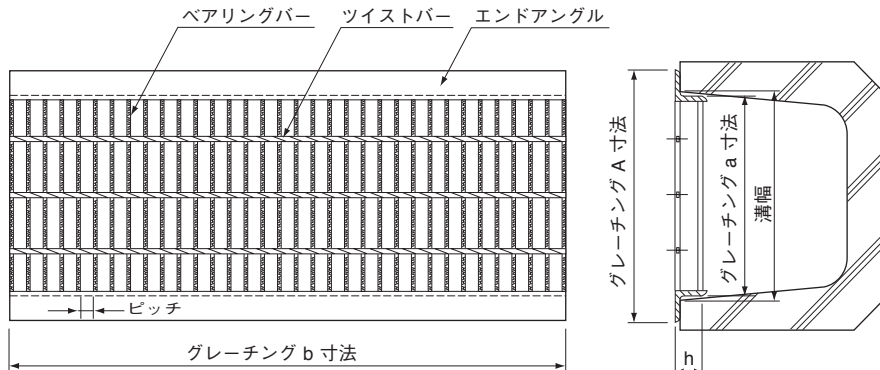 ベアリングバー
ツイストバー
エンドアングル
グレーチング A 寸法
グレーチング a 寸法
溝幅
ピッチ
グレーチング b 寸法
h